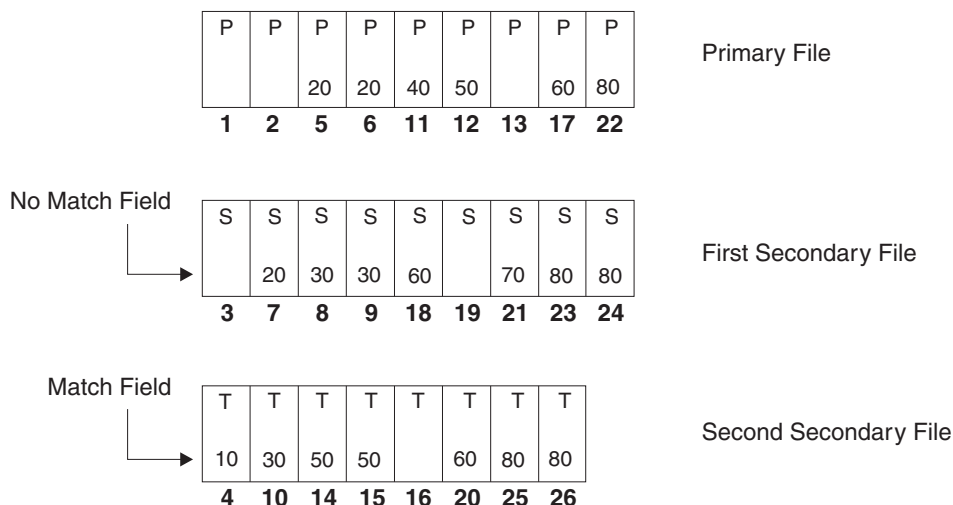 P P P P P P P P P
Primary File
20 20 40 50 60 80
1 2 5 6 11 12 13 17 22
No Match Field
S S S S S S S S S
First Secondary File
20 30 30 60 70 80 80
3 7 8 9 18 19 21 23 24
Match Field
T T T T T T T T
Second Secondary File
10 30 50 50 60 80 80
4 10 14 15 16 20 25 26